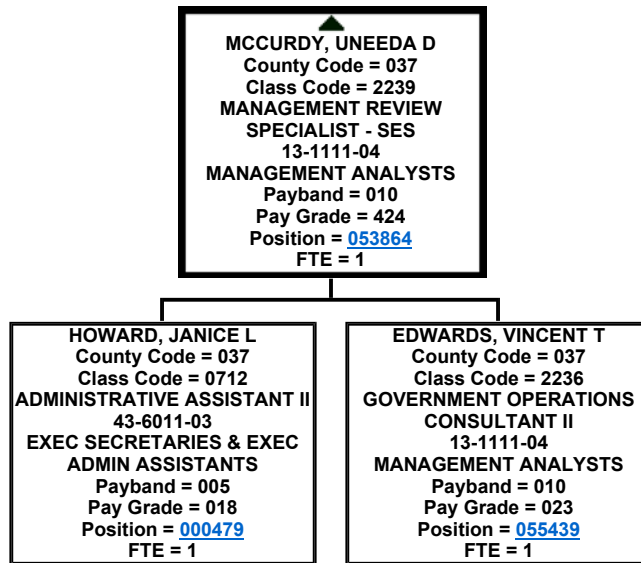 MCCURDY, UNEEDA D
County Code = 037
Class Code = 2239
MANAGEMENT REVIEW
SPECIALIST - SES
13-1111-04
MANAGEMENT ANALYSTS
Payband = 010
Pay Grade = 424
Position = 053864
FTE = 1
HOWARD, JANICE L
County Code = 037
Class Code = 0712
ADMINISTRATIVE ASSISTANT II
43-6011-03
EXEC SECRETARIES & EXEC
ADMIN ASSISTANTS
Payband = 005
Pay Grade = 018
Position = 000479
FTE = 1
EDWARDS, VINCENT T
County Code = 037
Class Code = 2236
GOVERNMENT OPERATIONS
CONSULTANT II
13-1111-04
MANAGEMENT ANALYSTS
Payband = 010
Pay Grade = 023
Position = 055439
FTE = 1